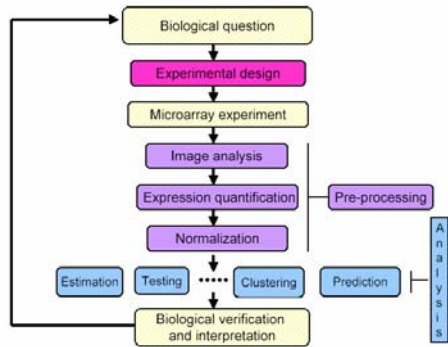 Biological question
Experimental design
Microarray experiment
Image analysis
Expression quantification
Pre-processing
Normalization
Estimation
Testing
Clustering
Prediction
Analysis
Biological verification
and interpretation